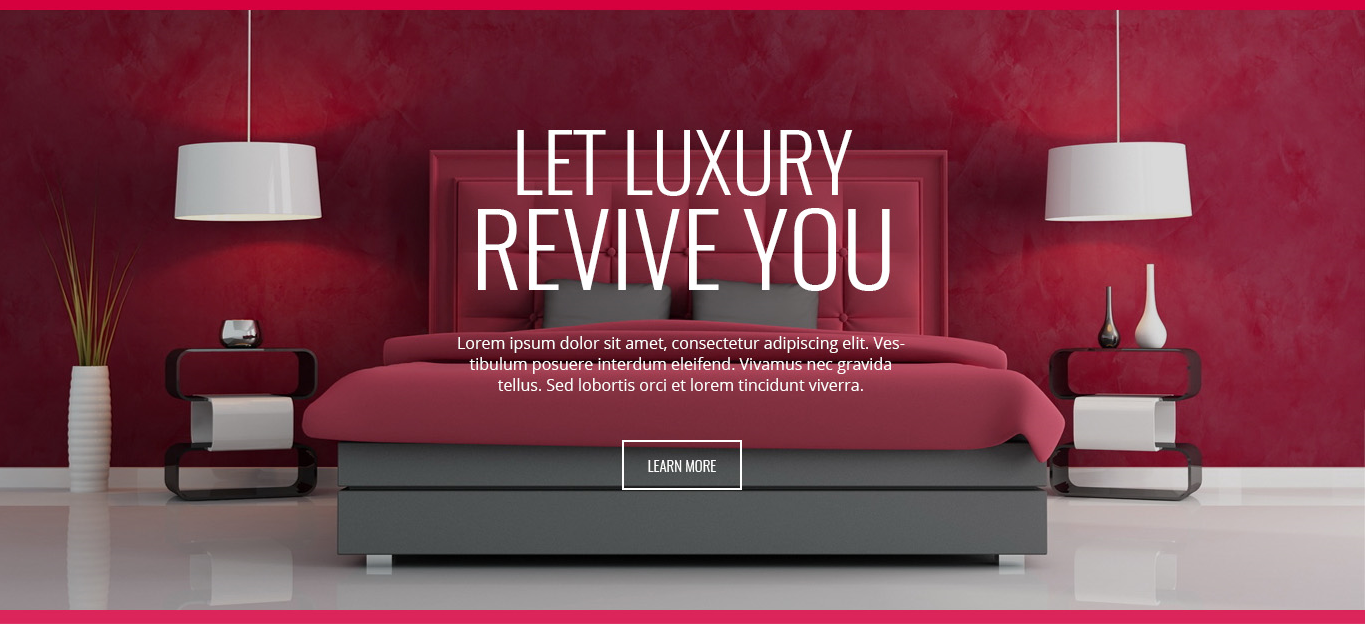 LET LUXURY
REVIVE YOU
Lorem ipsum dolor sit amet, consectetur adipiscing elit. Ves-
tibulum posuere interdum eleifend. Vivamus nec gravida
tellus. Sed lobortis orci et lorem tincidunt viverra.
LEARN MORE